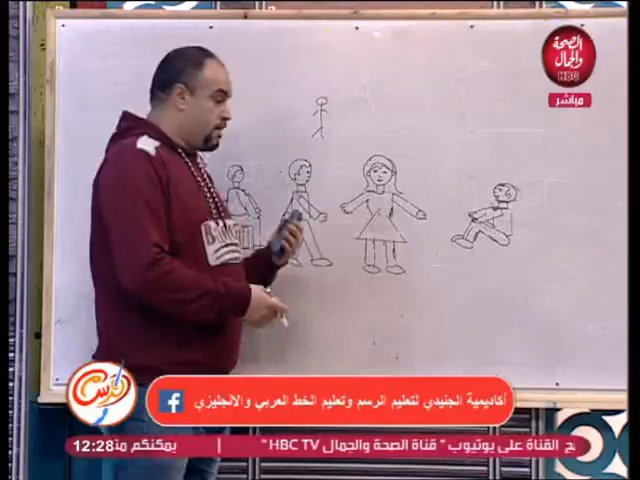 الصحة
والجمال
HBC
مباشر
أكاديمية الجنيدي لتعليم الرسم وتعليم الخط العربي والانجليزي
12:28
القناة على يوتيوب "قناة الصحة والجمال HBC TV" | يمكنكم